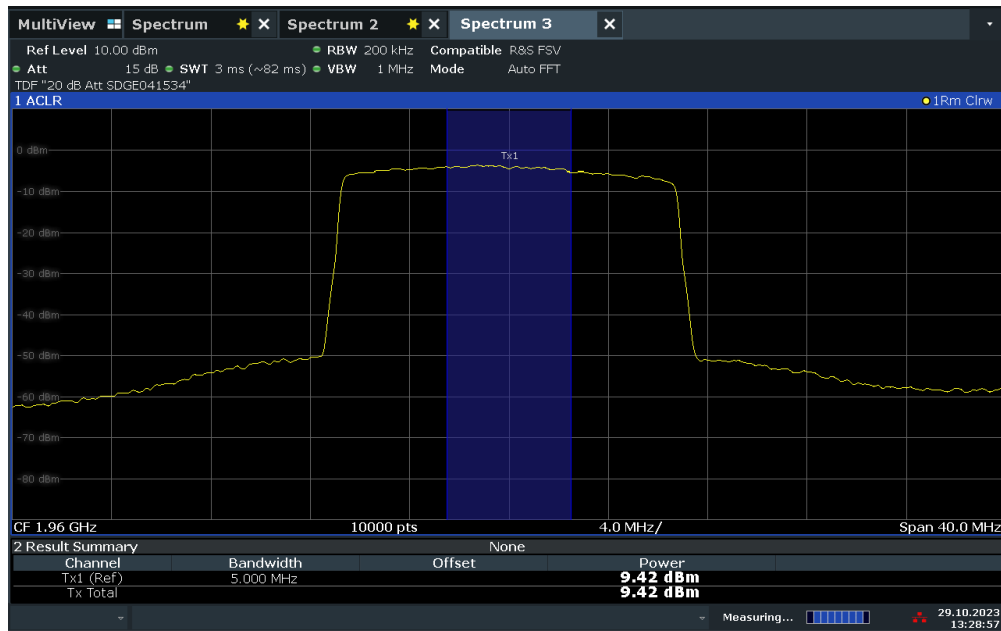 MultiView Spectrum Spectrum 2 Spectrum 3
Ref Level 10.00 dBm RBW 200 kHz Compatible R&S FSV
Att 15 dB SWT 3 ms (~82 ms) VBW 1 MHz Mode Auto FFT
TDF "20 dB Att SDGE041534"
1 ACLR 1Rm Clrw
0 dBm
Tx1
-10 dBm
-20 dBm
-30 dBm
-40 dBm
-50 dBm
-60 dBm
-70 dBm
-80 dBm
CF 1.96 GHz 10000 pts 4.0 MHz/ Span 40.0 MHz
2 Result Summary None
Channel Bandwidth Offset Power
Tx1 (Ref) 5.000 MHz 9.42 dBm
Tx Total 9.42 dBm
Measuring... 29.10.2023
13:28:57